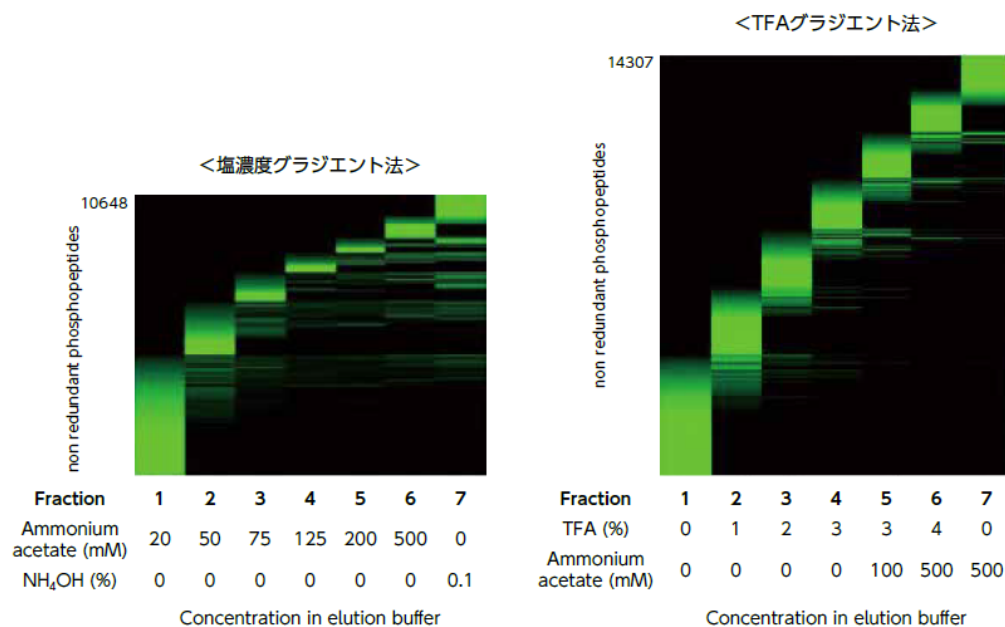 <塩濃度グラジエント法>
10648
non redundant phosphopeptides
Fraction 1 2 3 4 5 6 7
Ammonium
acetate (mM) 20 50 75 125 200 500 0
NH₄OH (%) 0 0 0 0 0 0 0.1
Concentration in elution buffer
<TFAグラジエント法>
14307
non redundant phosphopeptides
Fraction 1 2 3 4 5 6 7
TFA (%) 0 1 2 3 3 4 0
Ammonium
acetate (mM) 0 0 0 0 100 500 500
Concentration in elution buffer